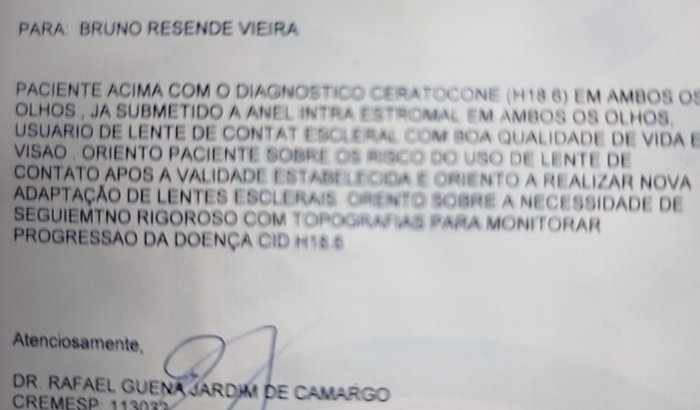 PARA: BRUNO RESENDE VIEIRA
PACIENTE ACIMA COM O DIAGNOSTICO CERATOCONE (H18.6) EM AMBOS OS
OLHOS , JA SUBMETIDO A ANEL INTRA ESTROMAL EM AMBOS OS OLHOS,
USUARIO DE LENTE DE CONTAT ESCLERAL COM BOA QUALIDADE DE VIDA E
VISAO . ORIENTO PACIENTE SOBRE OS RISCO DO USO DE LENTE DE
CONTATO APOS A VALIDADE ESTABELECIDA E ORIENTO A REALIZAR NOVA
ADAPTAÇÃO DE LENTES ESCLERAIS. ORENTO SOBRE A NECESSIDADE DE
SEGUIEMTNO RIGOROSO COM TOPOGRAFIAS PARA MONITORAR
PROGRESSAO DA DOENÇA CID H18.6
Atenciosamente,
DR. RAFAEL GUENA JARDIM DE CAMARGO
CREMESP: 113032